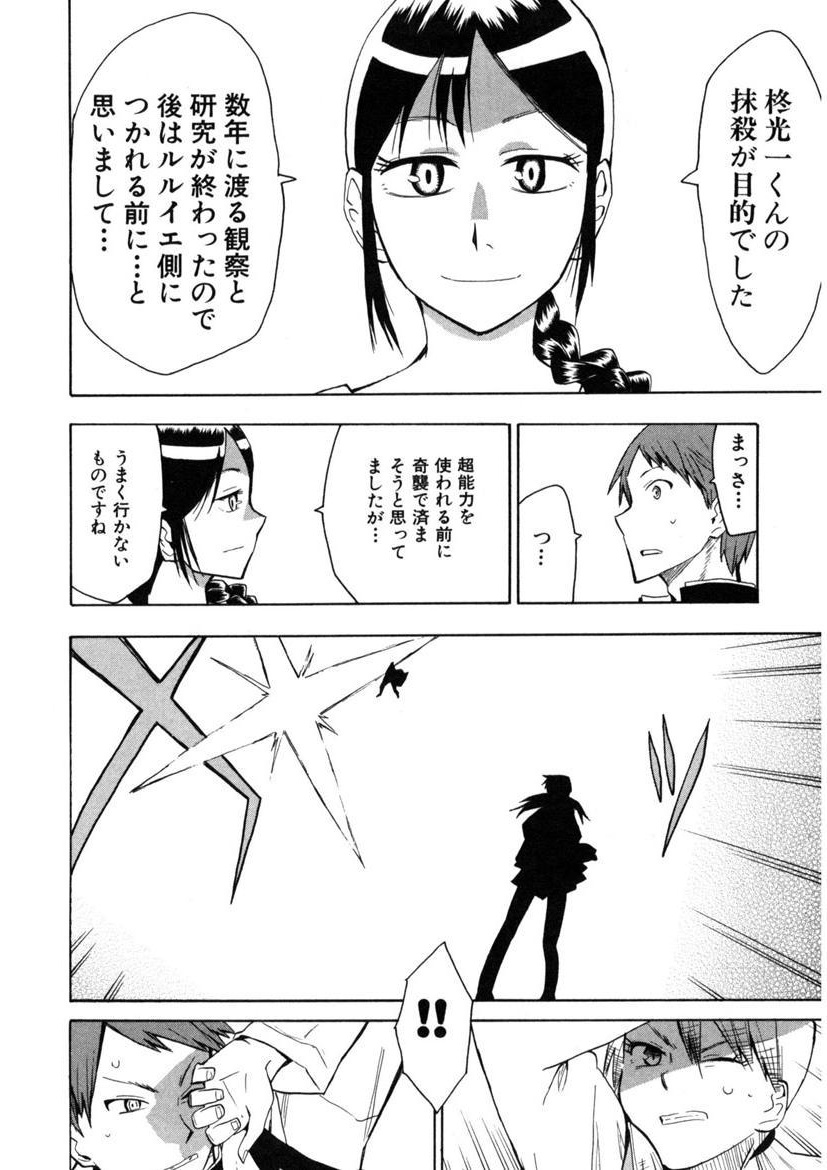 柊光一くんの
抹殺が目的でした
数年に渡る観察と
研究が終わったので
後はルルイエ側に
つかれる前に…と
思いまして…
まっさ…
つ…
超能力を
使われる前に
奇襲で済ま
そうと思って
ましたが…
うまく行かない
ものですね
!!